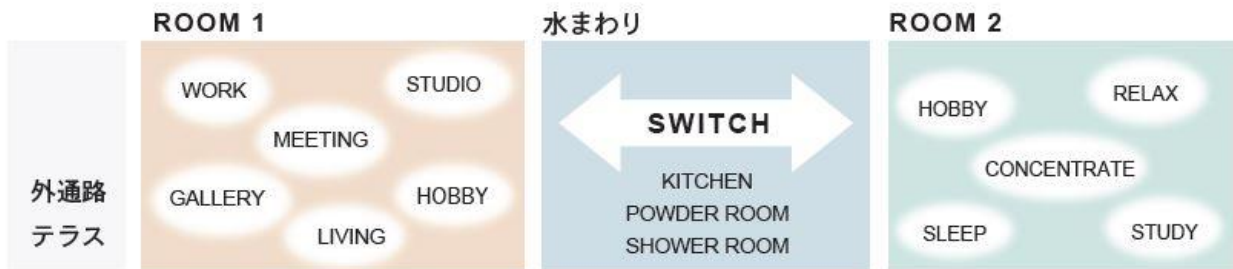 ROOM 1
水まわり
ROOM 2
外通路
テラス
WORK
STUDIO
MEETING
GALLERY
HOBBY
LIVING
SWITCH
KITCHEN
POWDER ROOM
SHOWER ROOM
HOBBY
RELAX
CONCENTRATE
SLEEP
STUDY